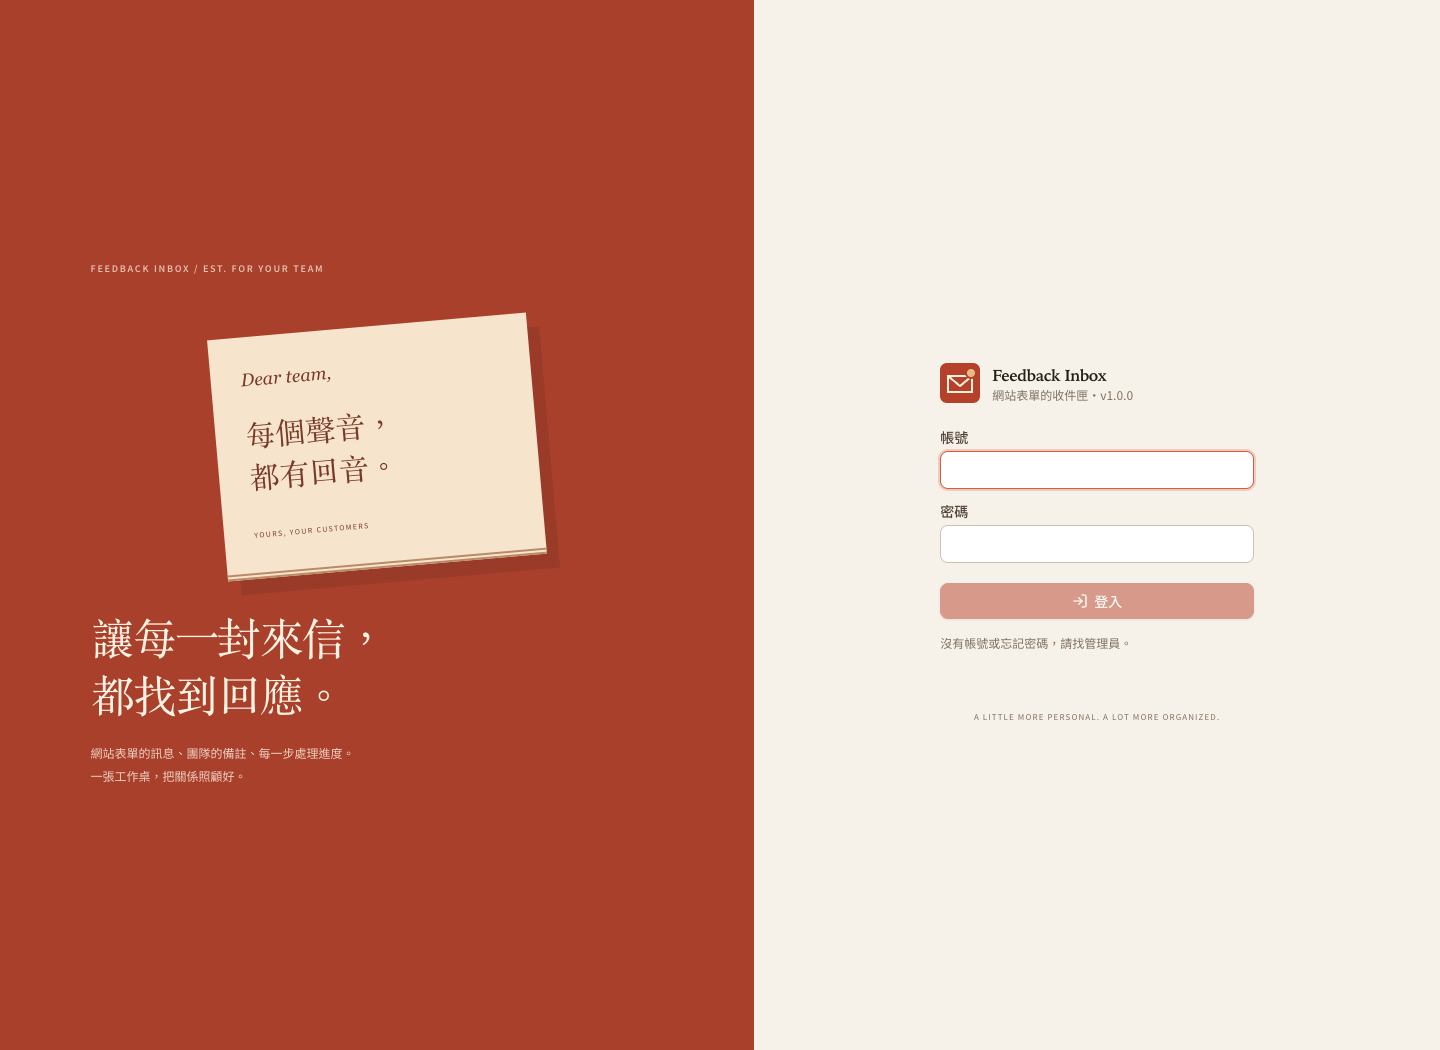 FEEDBACK INBOX / EST. FOR YOUR TEAM
Dear team,
每個聲音，
都有回音。
YOURS, YOUR CUSTOMERS
讓每一封來信，
都找到回應。
網站表單的訊息、團隊的備註、每一步處理進度。
一張工作桌，把關係照顧好。
Feedback Inbox
網站表單的收件匣・v1.0.0
帳號
密碼
登入
沒有帳號或忘記密碼，請找管理員。
A LITTLE MORE PERSONAL. A LOT MORE ORGANIZED.